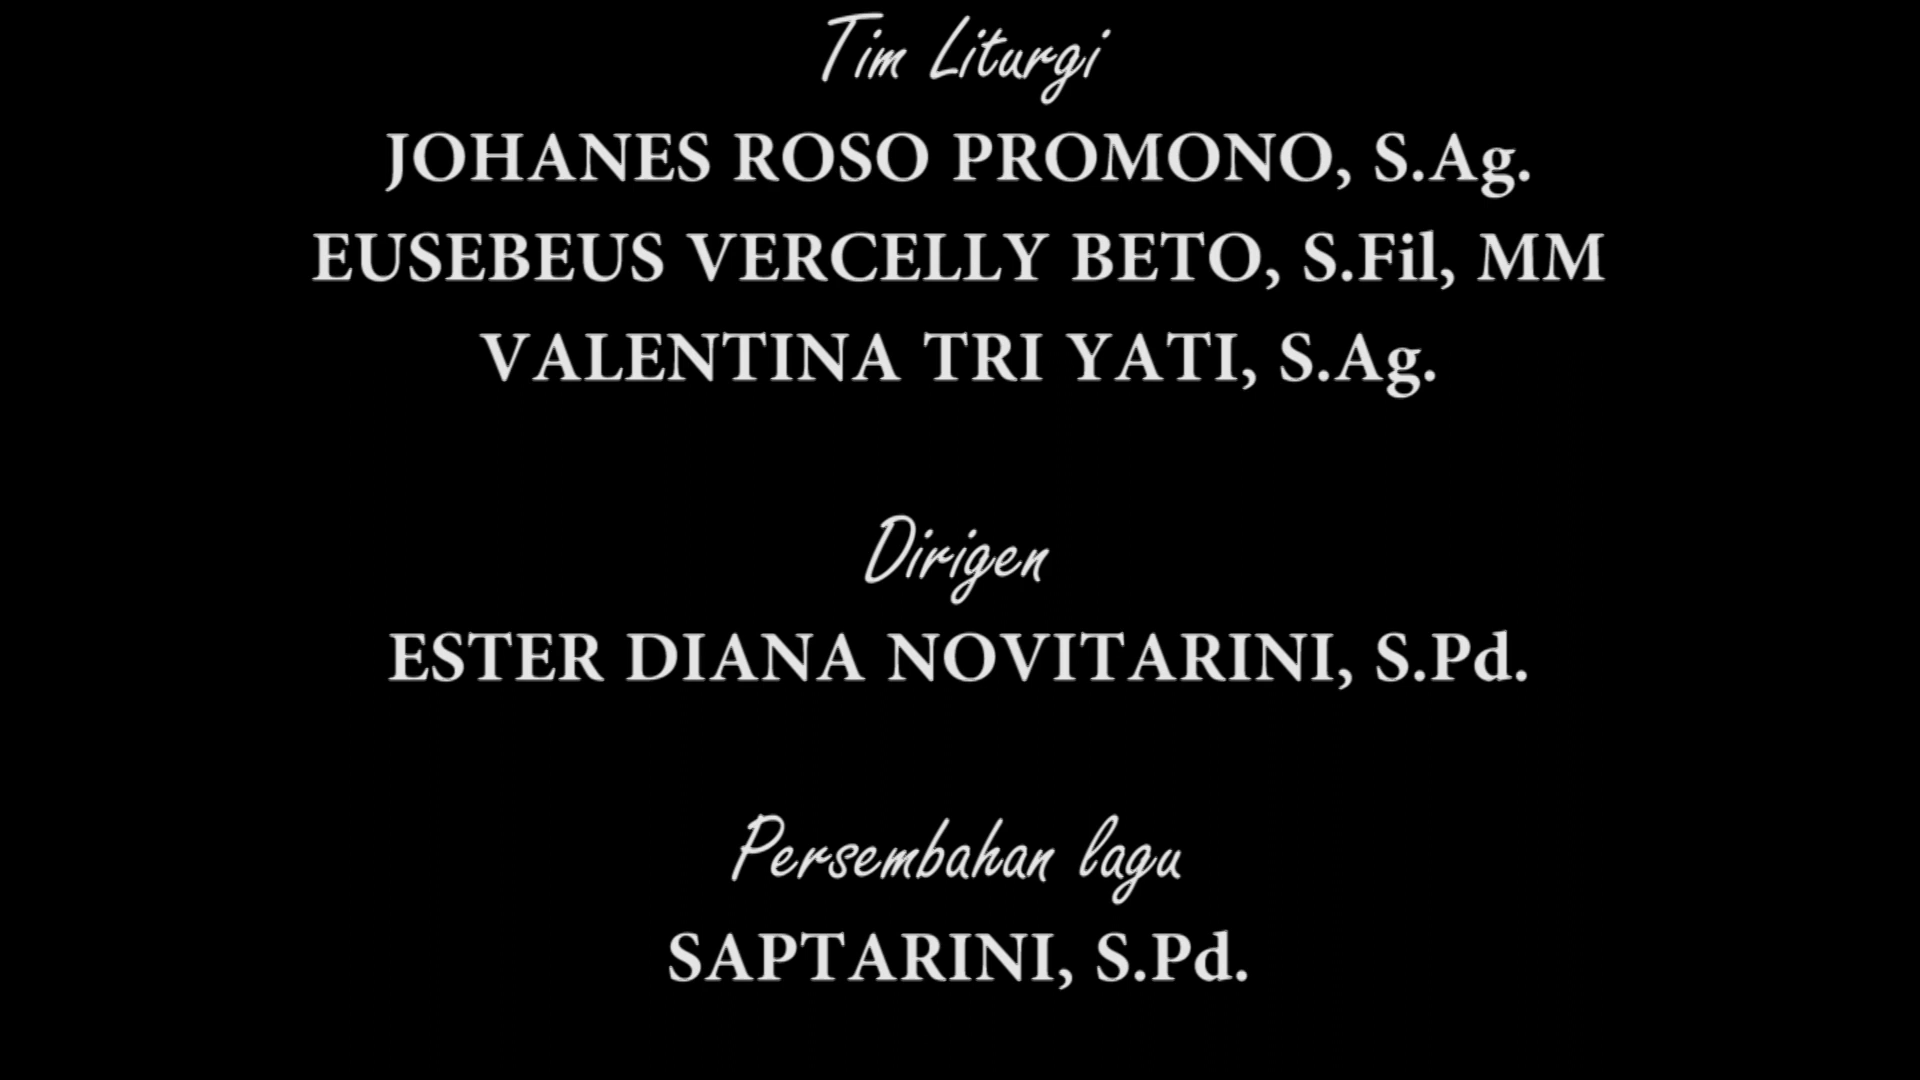 Tim Liturgi
JOHANES ROSO PROMONO, S.Ag.
EUSEBEUS VERCELLY BETO, S.Fil, MM
VALENTINA TRI YATI, S.Ag.
Dirigen
ESTER DIANA NOVITARINI, S.Pd.
Persembahan lagu
SAPTARINI, S.Pd.